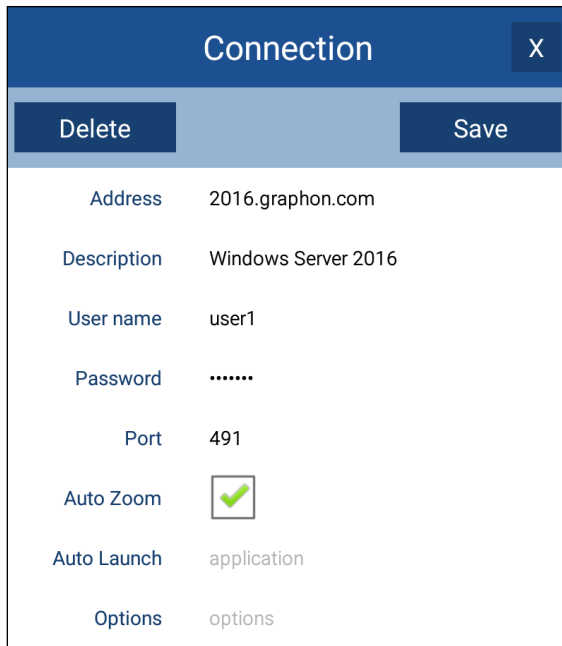 Connection X
Delete Save
Address 2016.graphon.com
Description Windows Server 2016
User name user1
Password •••••••
Port 491
Auto Zoom
Auto Launch application
Options options